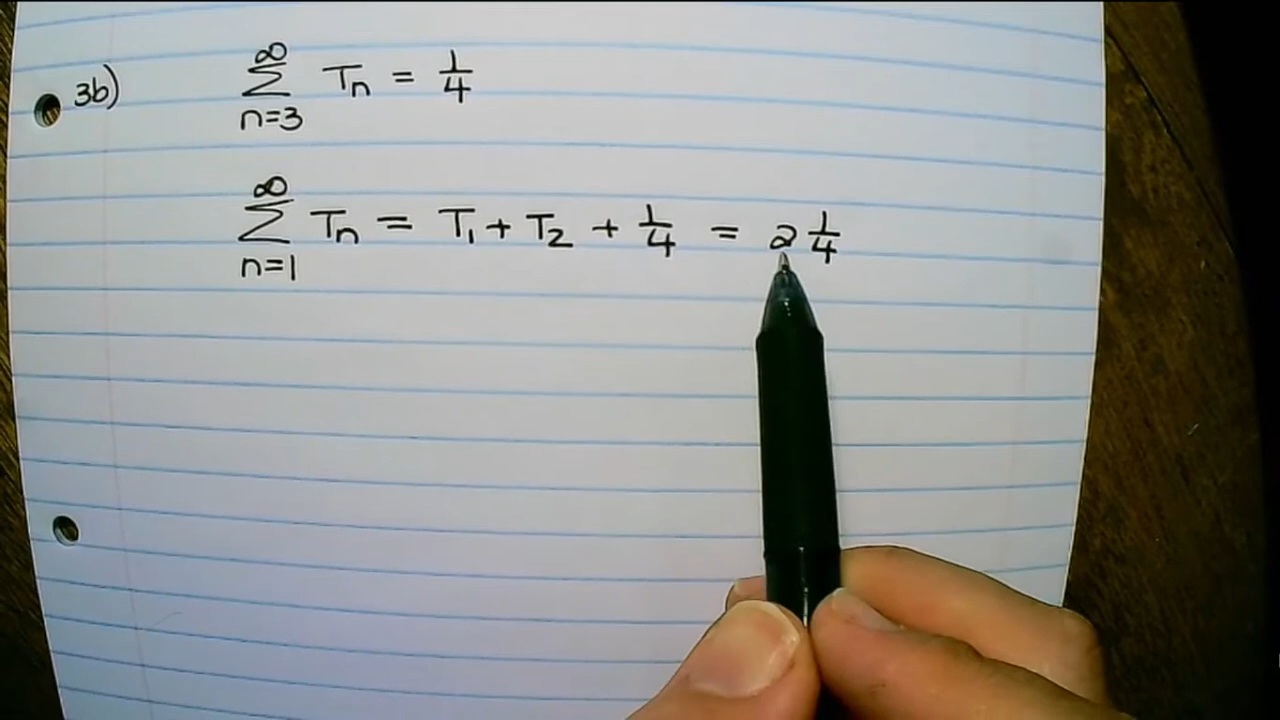 3b) ∞ Σ n=3 Tn = 1/4
∞ Σ n=1 Tn = T1 + T2 + 1/4 = 2 1/4